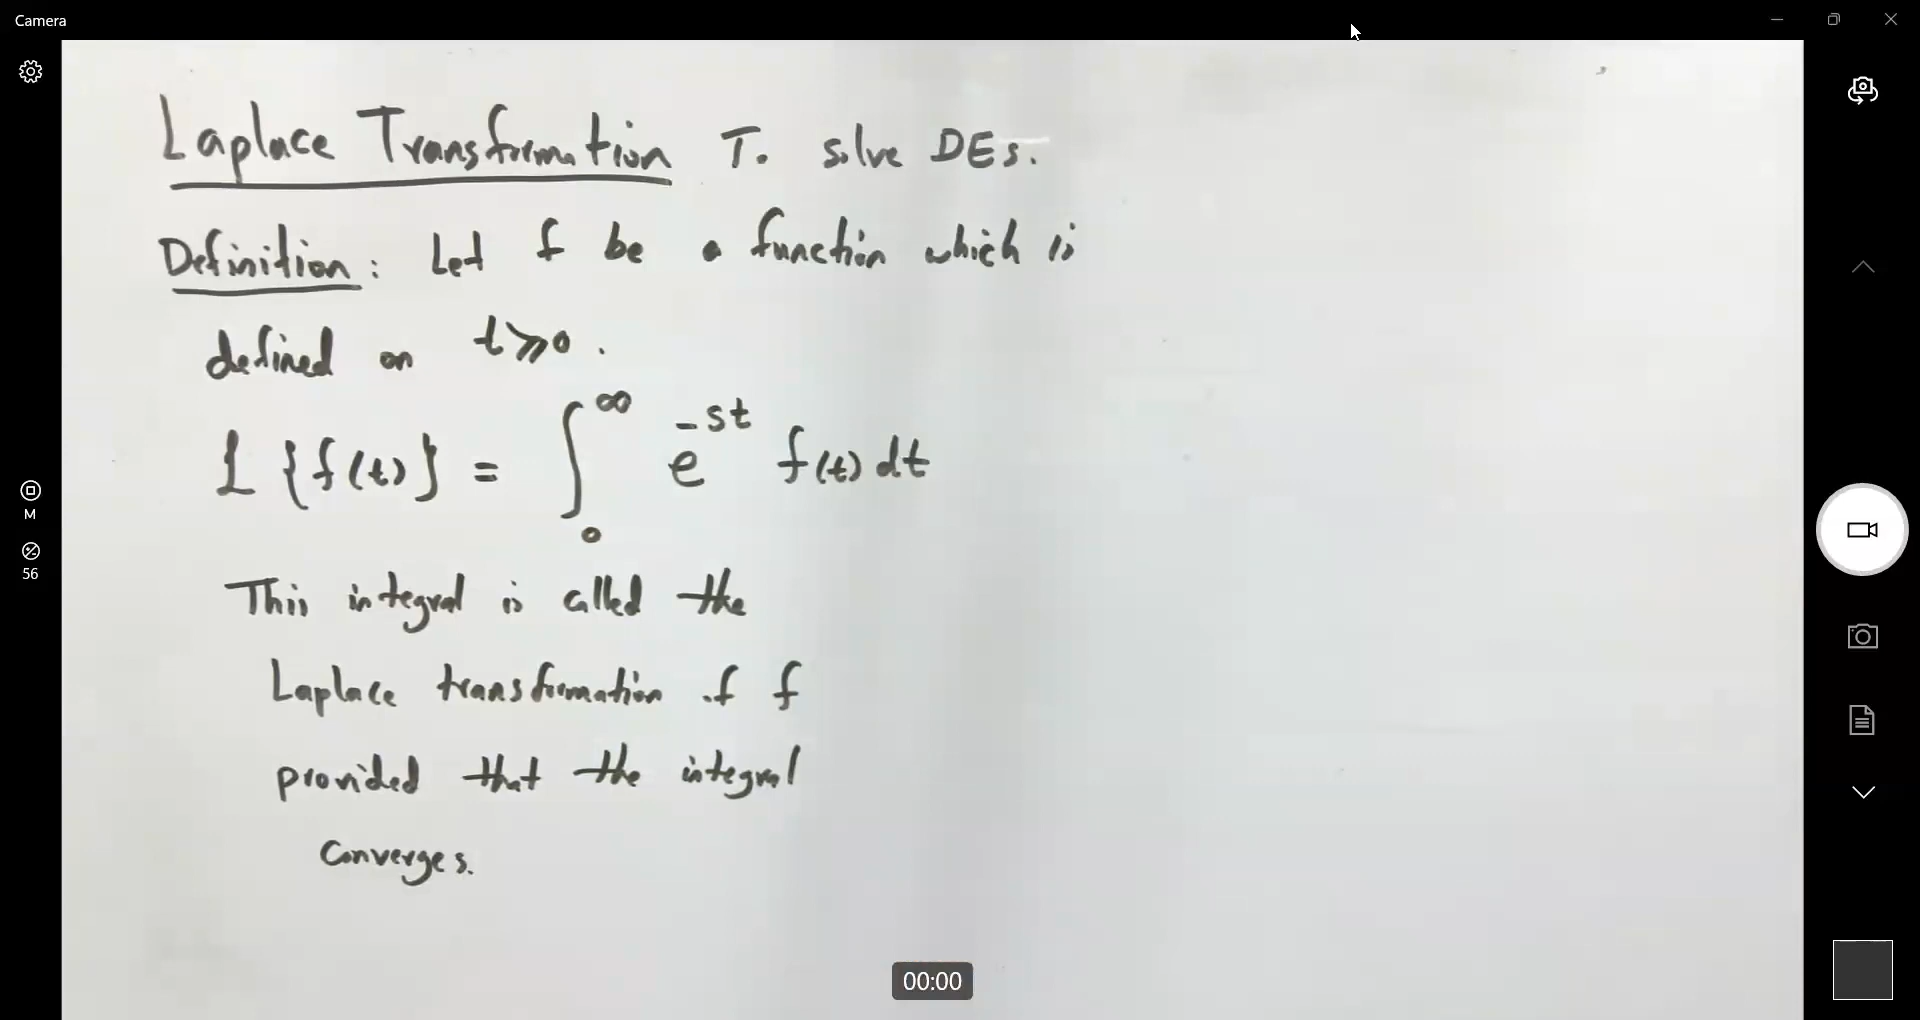 Camera
Laplace Transformation To solve DEs.
Definition: Let f be a function which is
defined on t ⩾ 0.
ℒ{f(t)} = ∫₀^∞ e^{-st} f(t) dt
This integral is called the
Laplace transformation of f
provided that the integral
Converges.
M
56
00:00